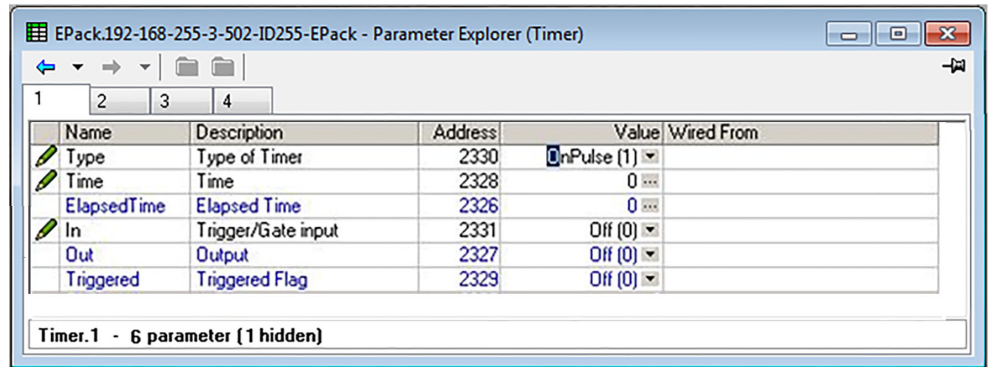 EPack.192-168-255-3-502-ID255-EPack - Parameter Explorer (Timer)
1 2 3 4
Name Description Address Value Wired From
Type Type of Timer 2330 OnPulse (1)
Time Time 2328 0 ...
ElapsedTime Elapsed Time 2326 0 ...
In Trigger/Gate input 2331 Off (0)
Out Output 2327 Off (0)
Triggered Triggered Flag 2329 Off (0)
Timer.1 - 6 parameter (1 hidden)